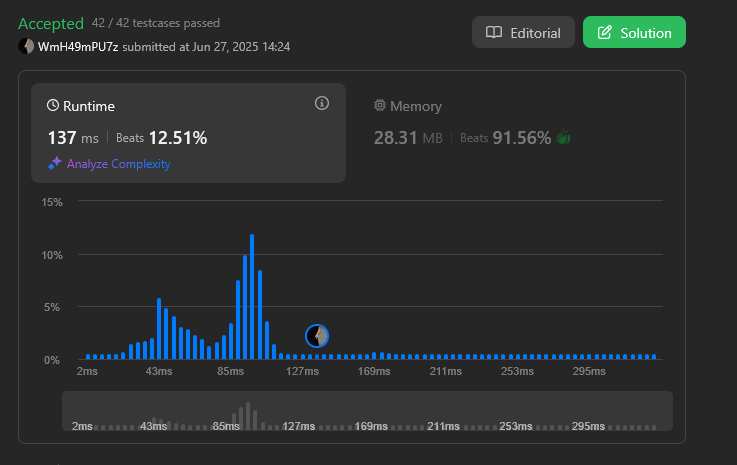 Accepted 42 / 42 testcases passed
WmH49mPU7z submitted at Jun 27, 2025 14:24
Editorial
Solution
Runtime
137 ms | Beats 12.51%
Analyze Complexity
Memory
28.31 MB | Beats 91.56%
15%
10%
5%
0%
2ms 43ms 85ms 127ms 169ms 211ms 253ms 295ms
2ms 43ms 85ms 127ms 169ms 211ms 253ms 295ms